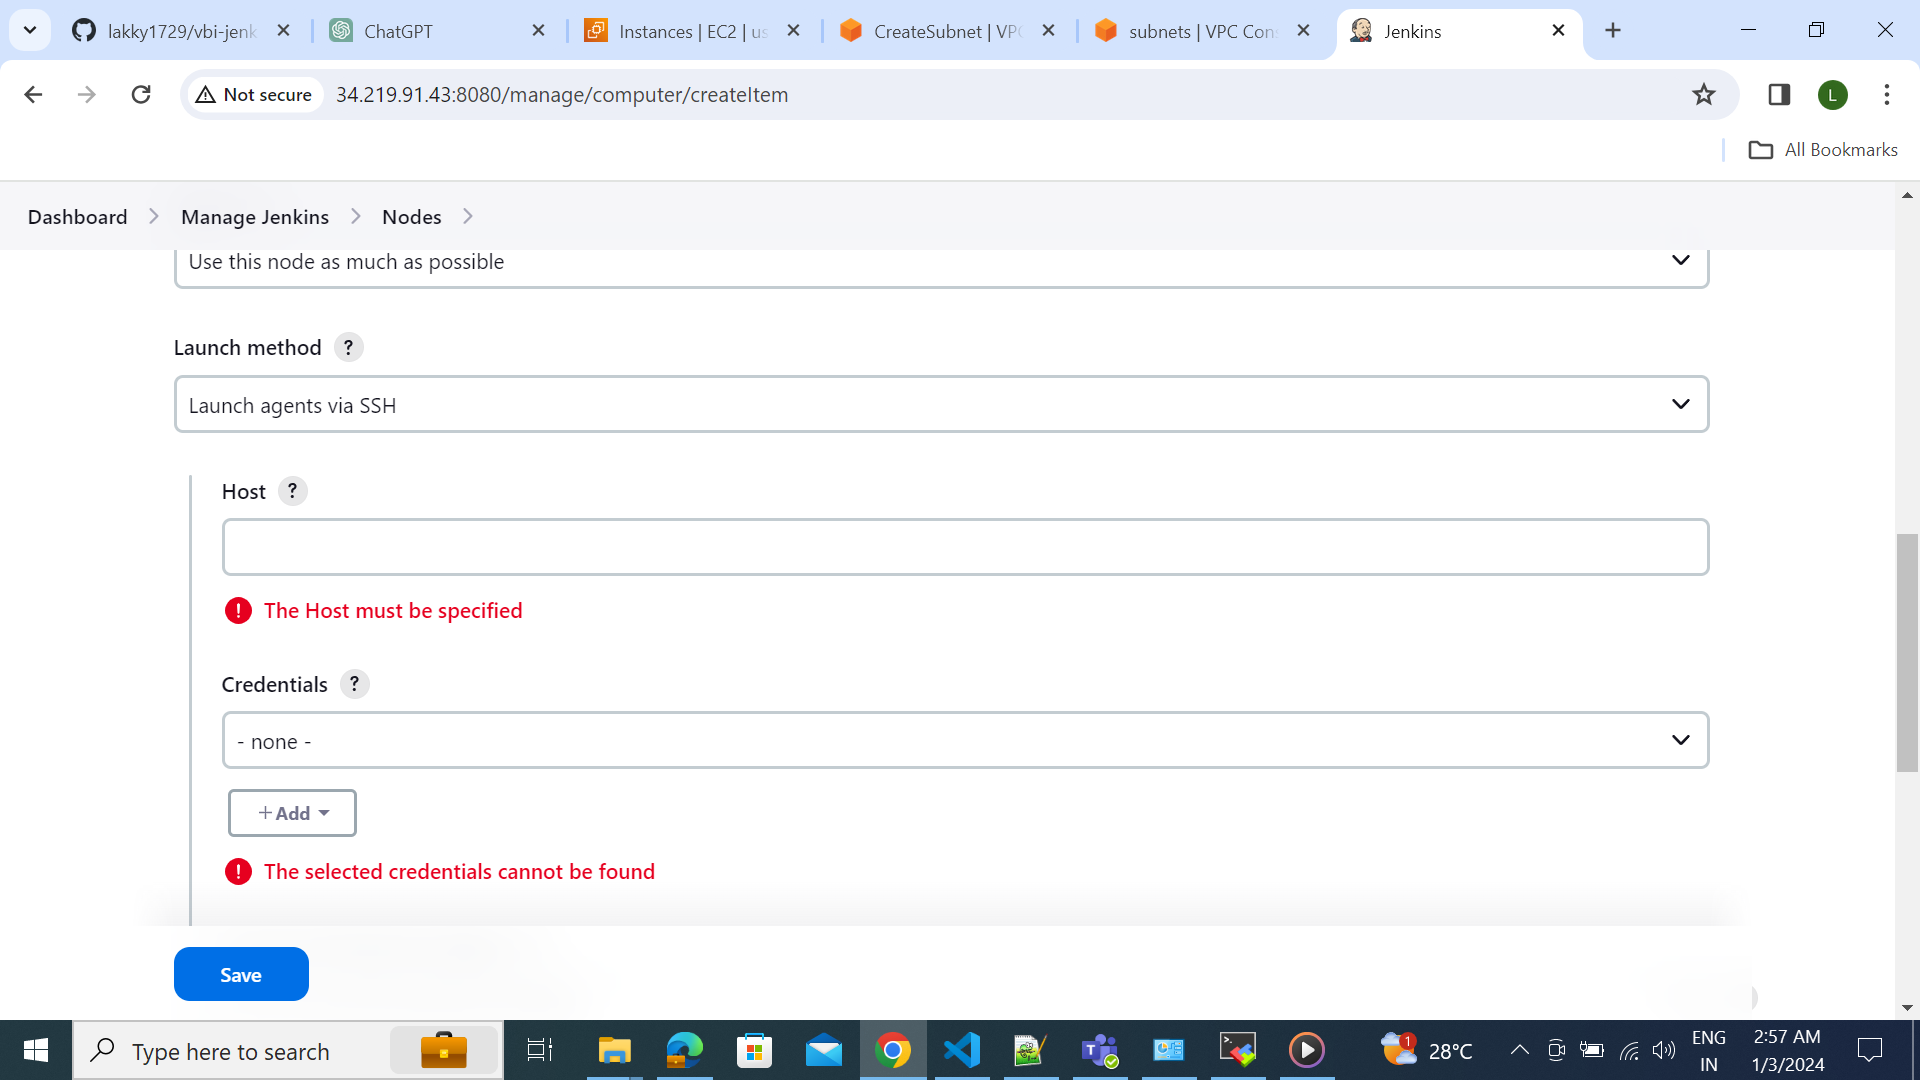 lakky1729/vbi-jenk
ChatGPT
Instances | EC2 | us
CreateSubnet | VPC
subnets | VPC Cons
Jenkins
Not secure
34.219.91.43:8080/manage/computer/createItem
L
All Bookmarks
Dashboard
Manage Jenkins
Nodes
Use this node as much as possible
Launch method ?
Launch agents via SSH
Host ?
! The Host must be specified
Credentials ?
- none -
+Add
! The selected credentials cannot be found
Save
Type here to search
1
28°C
ENG
IN
2:57 AM
1/3/2024